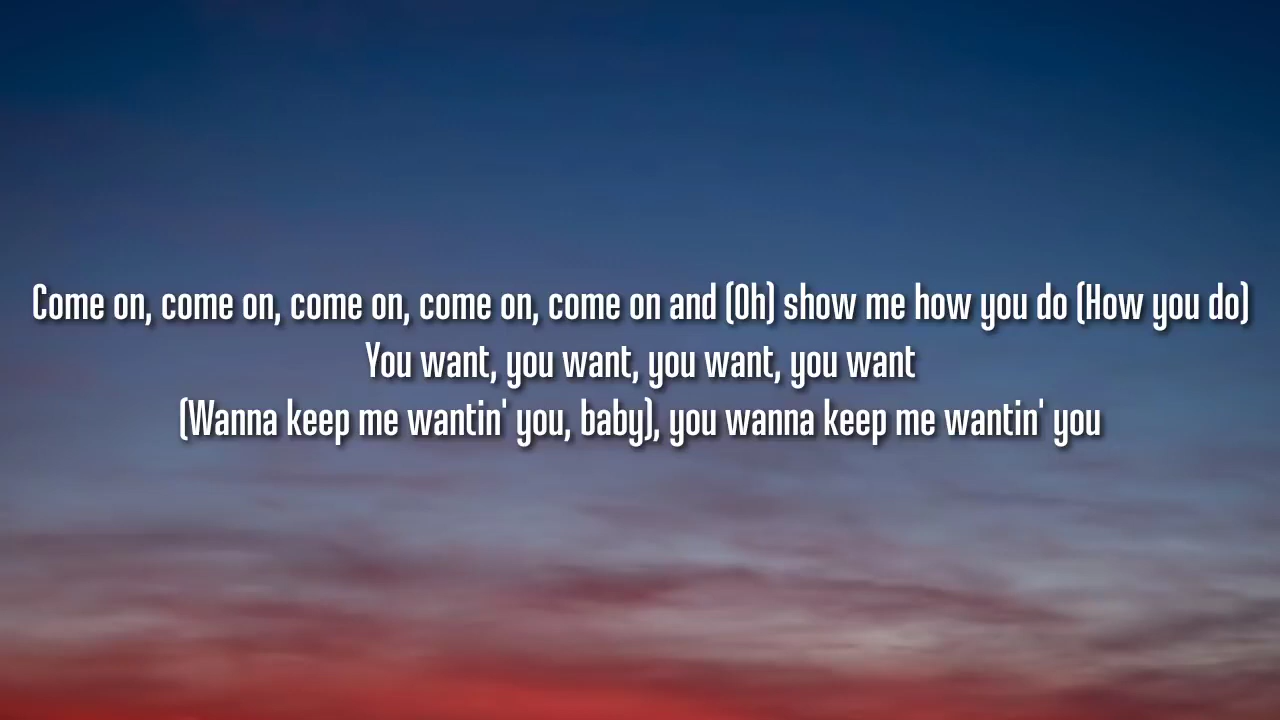 Come on, come on, come on, come on, come on and (Oh) show me how you do (How you do)
You want, you want, you want, you want
(Wanna keep me wantin' you, baby), you wanna keep me wantin' you